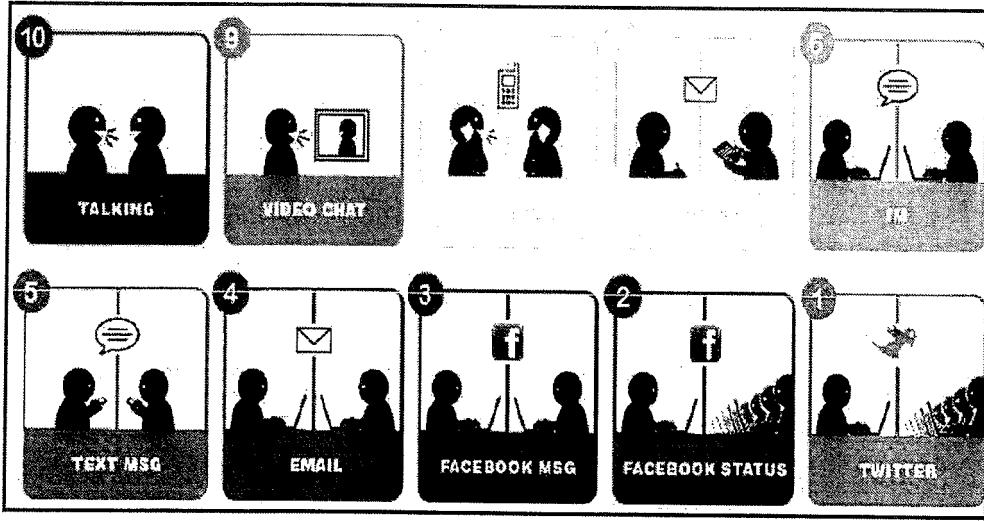 10
TALKING
9
VIDEO CHAT
6
IM
5
TEXT MSG
4
EMAIL
3
f
FACEBOOK MSG
2
f
FACEBOOK STATUS
1
TWITTER